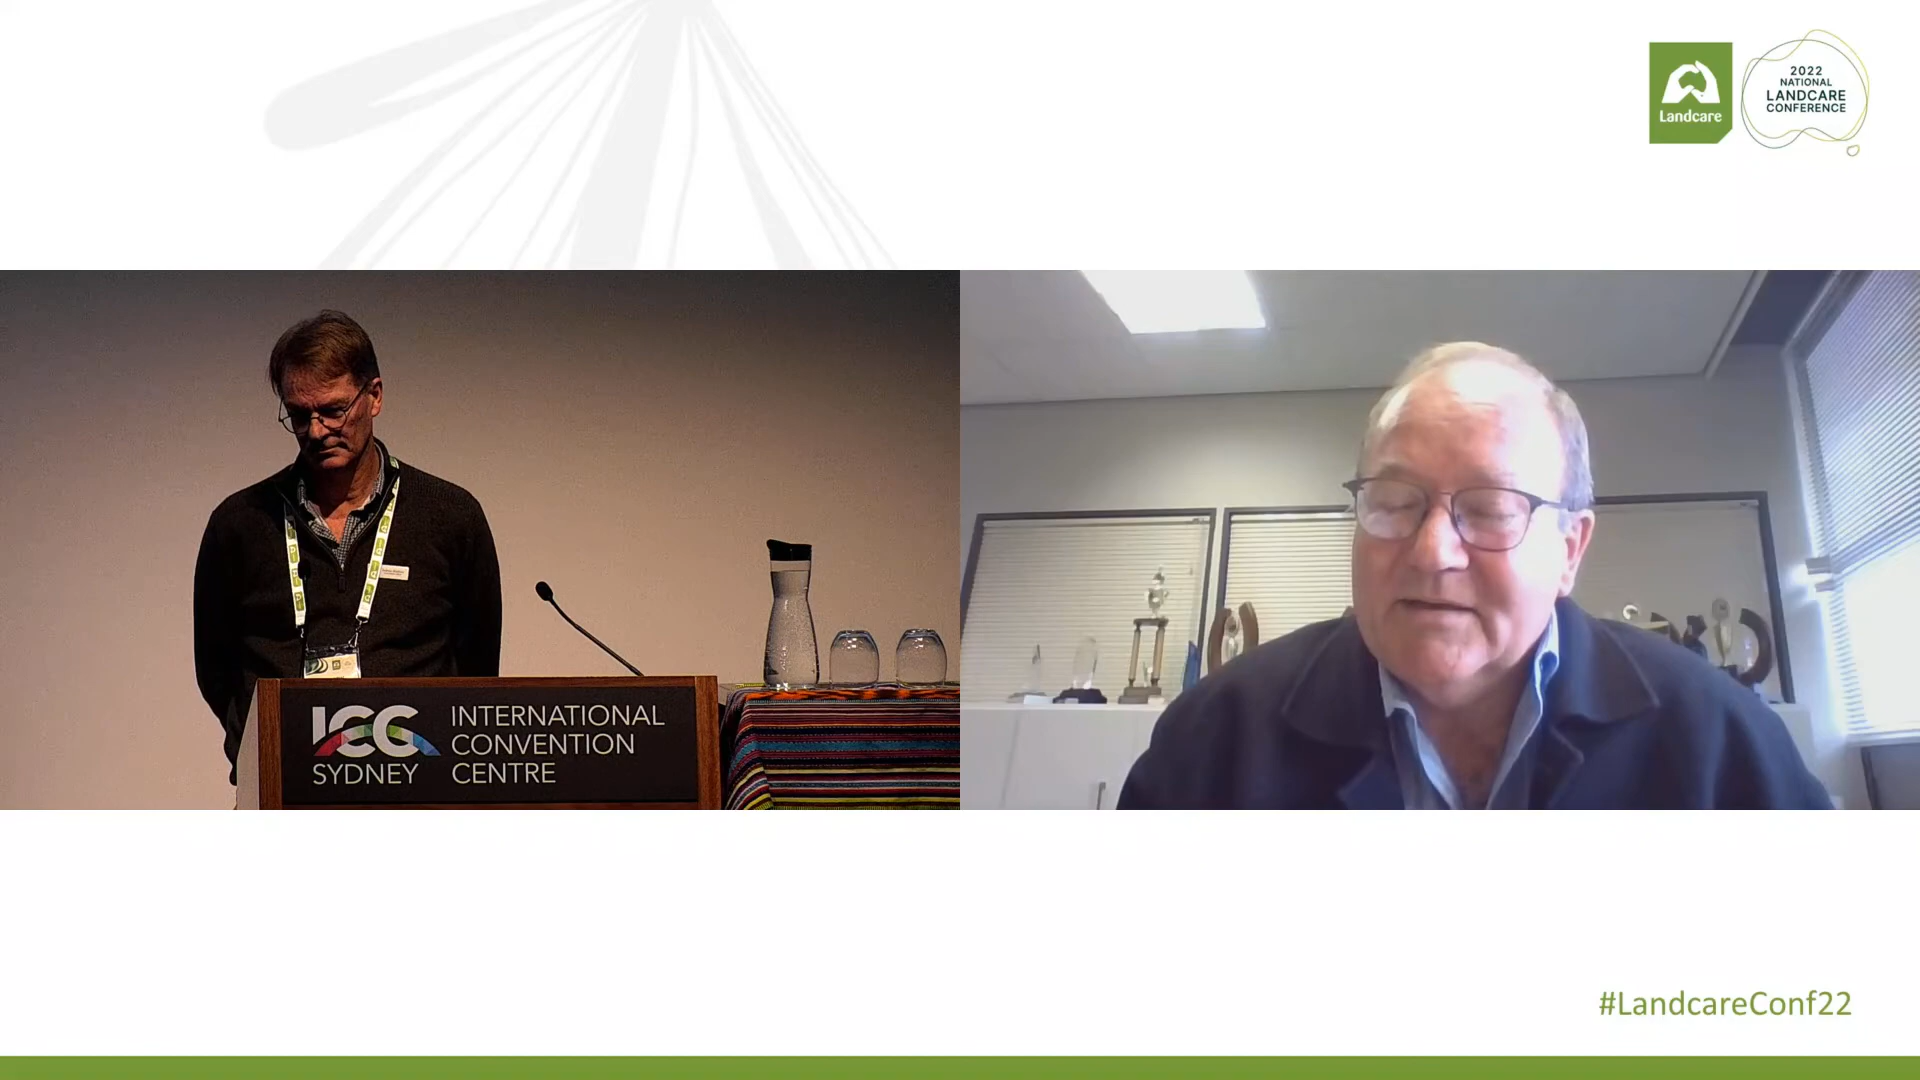 2022
NATIONAL
LANDCARE
CONFERENCE
Landcare
ICC
SYDNEY
INTERNATIONAL
CONVENTION
CENTRE
#LandcareConf22